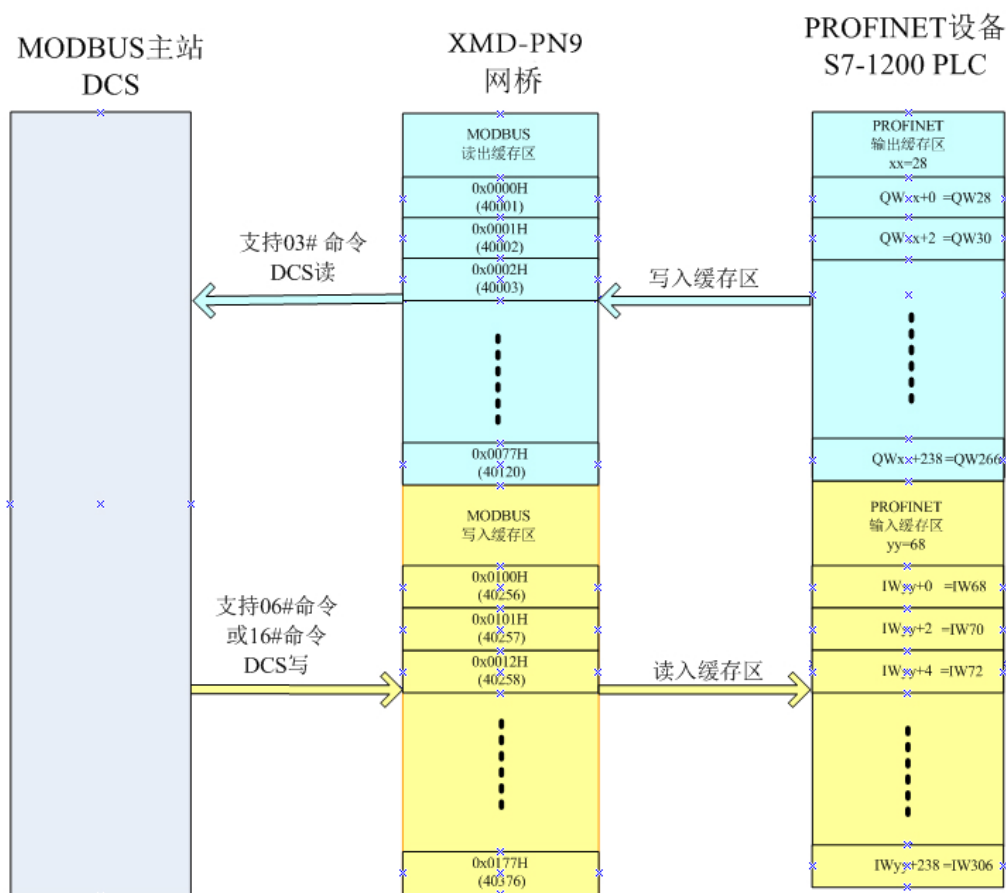 MODBUS主站
DCS
XMD-PN9
网桥
PROFINET设备
S7-1200 PLC
MODBUS
读出缓存区
0x0000H
(40001)
0x0001H
(40002)
0x0002H
(40003)
0x0077H
(40120)
MODBUS
写入缓存区
0x0100H
(40256)
0x0101H
(40257)
0x0012H
(40258)
0x0177H
(40376)
支持03# 命令
DCS读
写入缓存区
支持06#命令
或16#命令
DCS写
读入缓存区
PROFINET
输出缓存区
xx=28
QWxx+0 =QW28
QWxx+2 =QW30
QWxx+238=QW266
PROFINET
输入缓存区
yy=68
IWyy+0 =IW68
IWyy+2 =IW70
IWyy+4 =IW72
IWyy+238=IW306